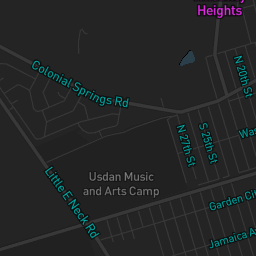 Heights
Colonial Springs Rd
N 20th St
N 27th St
S 25th St
Usdan Music
and Arts Camp
Little E Neck Rd
Garden
Jamaica